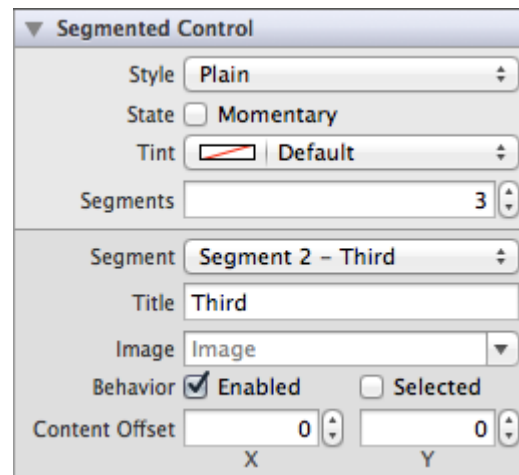 Segmented Control
Style Plain
State Momentary
Tint Default
Segments 3
Segment Segment 2 – Third
Title Third
Image Image
Behavior Enabled Selected
Content Offset 0 0
X Y